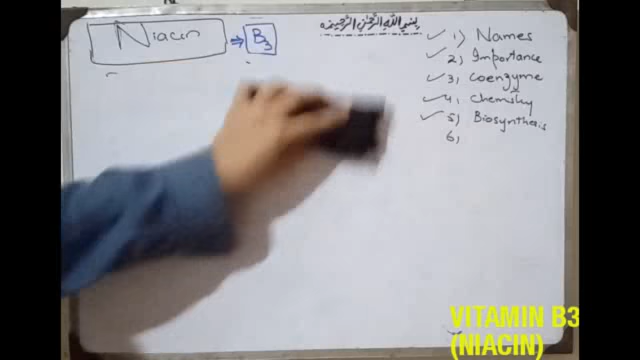 Niacin ⇒ B3
بسم الله الرحمن الرحيم
✓ 1) Names
✓ 2) Importance
✓ 3) Coenzyme
✓ 4) Chemistry
✓ 5) Biosynthesis
6)
VITAMIN B3
(NIACIN)